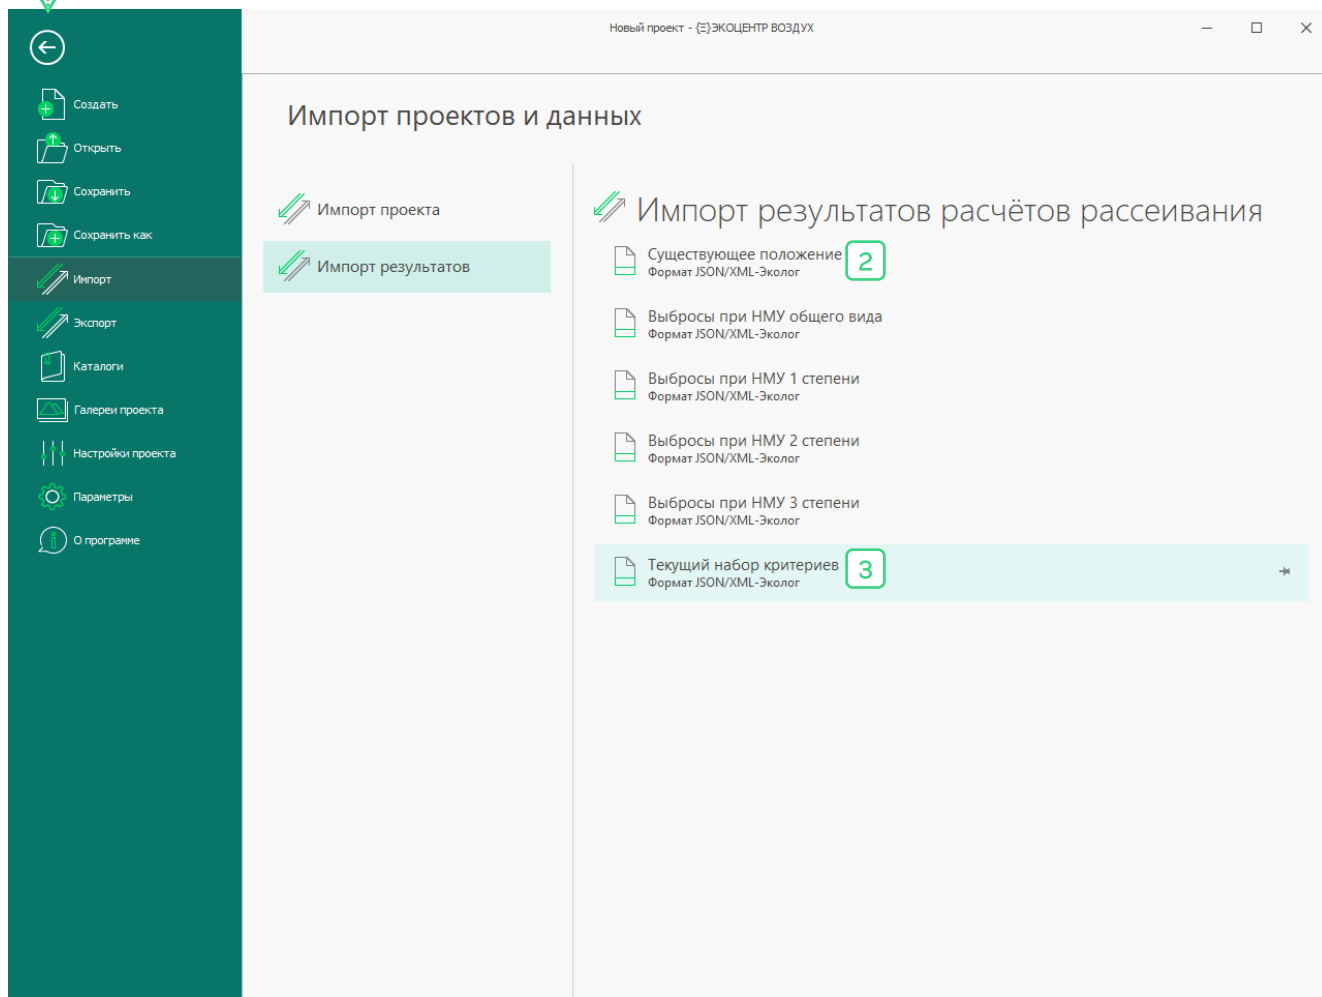 Новый проект - {Ξ}ЭКОЦЕНТР ВОЗДУХ
Создать
Открыть
Сохранить
Сохранить как
Импорт
Экспорт
Каталоги
Галереи проекта
Настройки проекта
Параметры
О программе
Импорт проектов и данных
Импорт проекта
Импорт результатов
Импорт результатов расчётов рассеивания
Существующее положение 2
Формат JSON/XML-Эколог
Выбросы при НМУ общего вида
Формат JSON/XML-Эколог
Выбросы при НМУ 1 степени
Формат JSON/XML-Эколог
Выбросы при НМУ 2 степени
Формат JSON/XML-Эколог
Выбросы при НМУ 3 степени
Формат JSON/XML-Эколог
Текущий набор критериев 3
Формат JSON/XML-Эколог